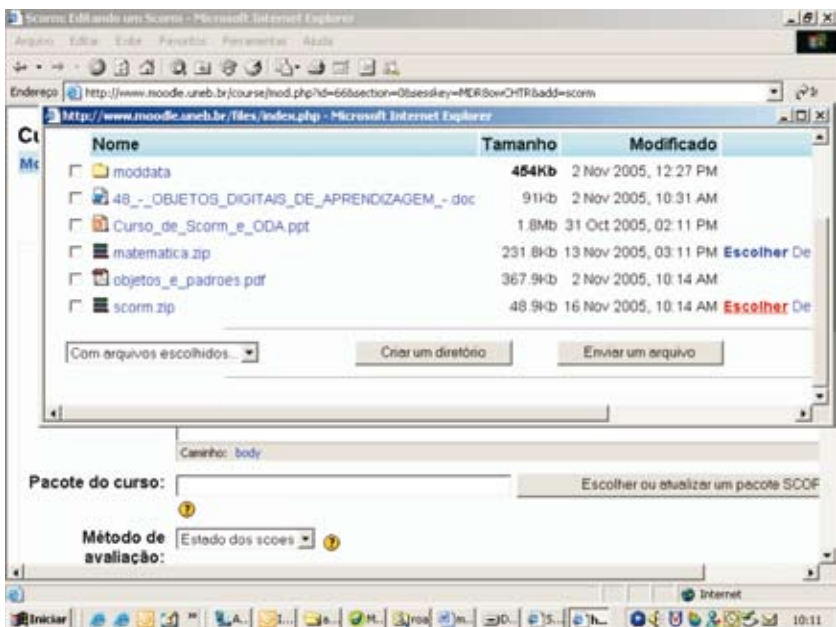 Scorm: Editando um Scorm - Microsoft Internet Explorer
Arquivo Editar Exibir Favoritos Ferramentas Ajuda
Endereço http://www.moodle.uneb.br/course/mod.php?id=66&section=0&sesskey=MDR8owCHTR&add=scorm
http://www.moodle.uneb.br/files/index.php - Microsoft Internet Explorer
Nome Tamanho Modificado
moddata 454Kb 2 Nov 2005, 12:27 PM
48_-_OBJETOS_DIGITAIS_DE_APRENDIZAGEM_-.doc 91Kb 2 Nov 2005, 10:31 AM
Curso_de_Scorm_e_ODA.ppt 1.8Mb 31 Oct 2005, 02:11 PM
matematica.zip 231.8Kb 13 Nov 2005, 03:11 PM Escolher De
objetos_e_padroes.pdf 367.9Kb 2 Nov 2005, 10:14 AM
scorm.zip 48.9Kb 16 Nov 2005, 10:14 AM Escolher De
Com arquivos escolhidos... Criar um diretório Enviar um arquivo
Caminho: body
Pacote do curso: Escolher ou atualizar um pacote SCOR
Método de avaliação: Estado dos scoes
Internet
Iniciar 10:11